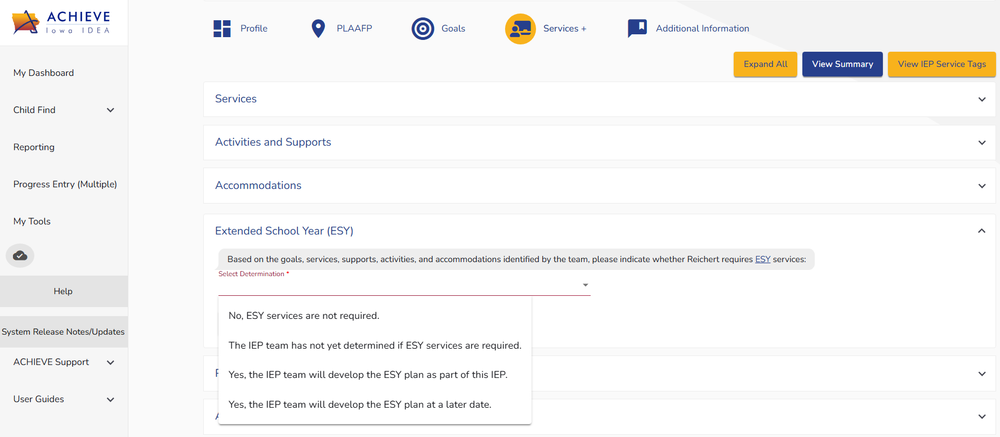 ACHIEVE
Iowa IDEA
Profile
PLAAFP
Goals
Services +
Additional Information
Expand All
View Summary
View IEP Service Tags
My Dashboard
Child Find
Reporting
Progress Entry (Multiple)
My Tools
Help
System Release Notes/Updates
ACHIEVE Support
User Guides
Services
Activities and Supports
Accommodations
Extended School Year (ESY)
Based on the goals, services, supports, activities, and accommodations identified by the team, please indicate whether Reichert requires ESY services:
Select Determination *
No, ESY services are not required.
The IEP team has not yet determined if ESY services are required.
Yes, the IEP team will develop the ESY plan as part of this IEP.
Yes, the IEP team will develop the ESY plan at a later date.